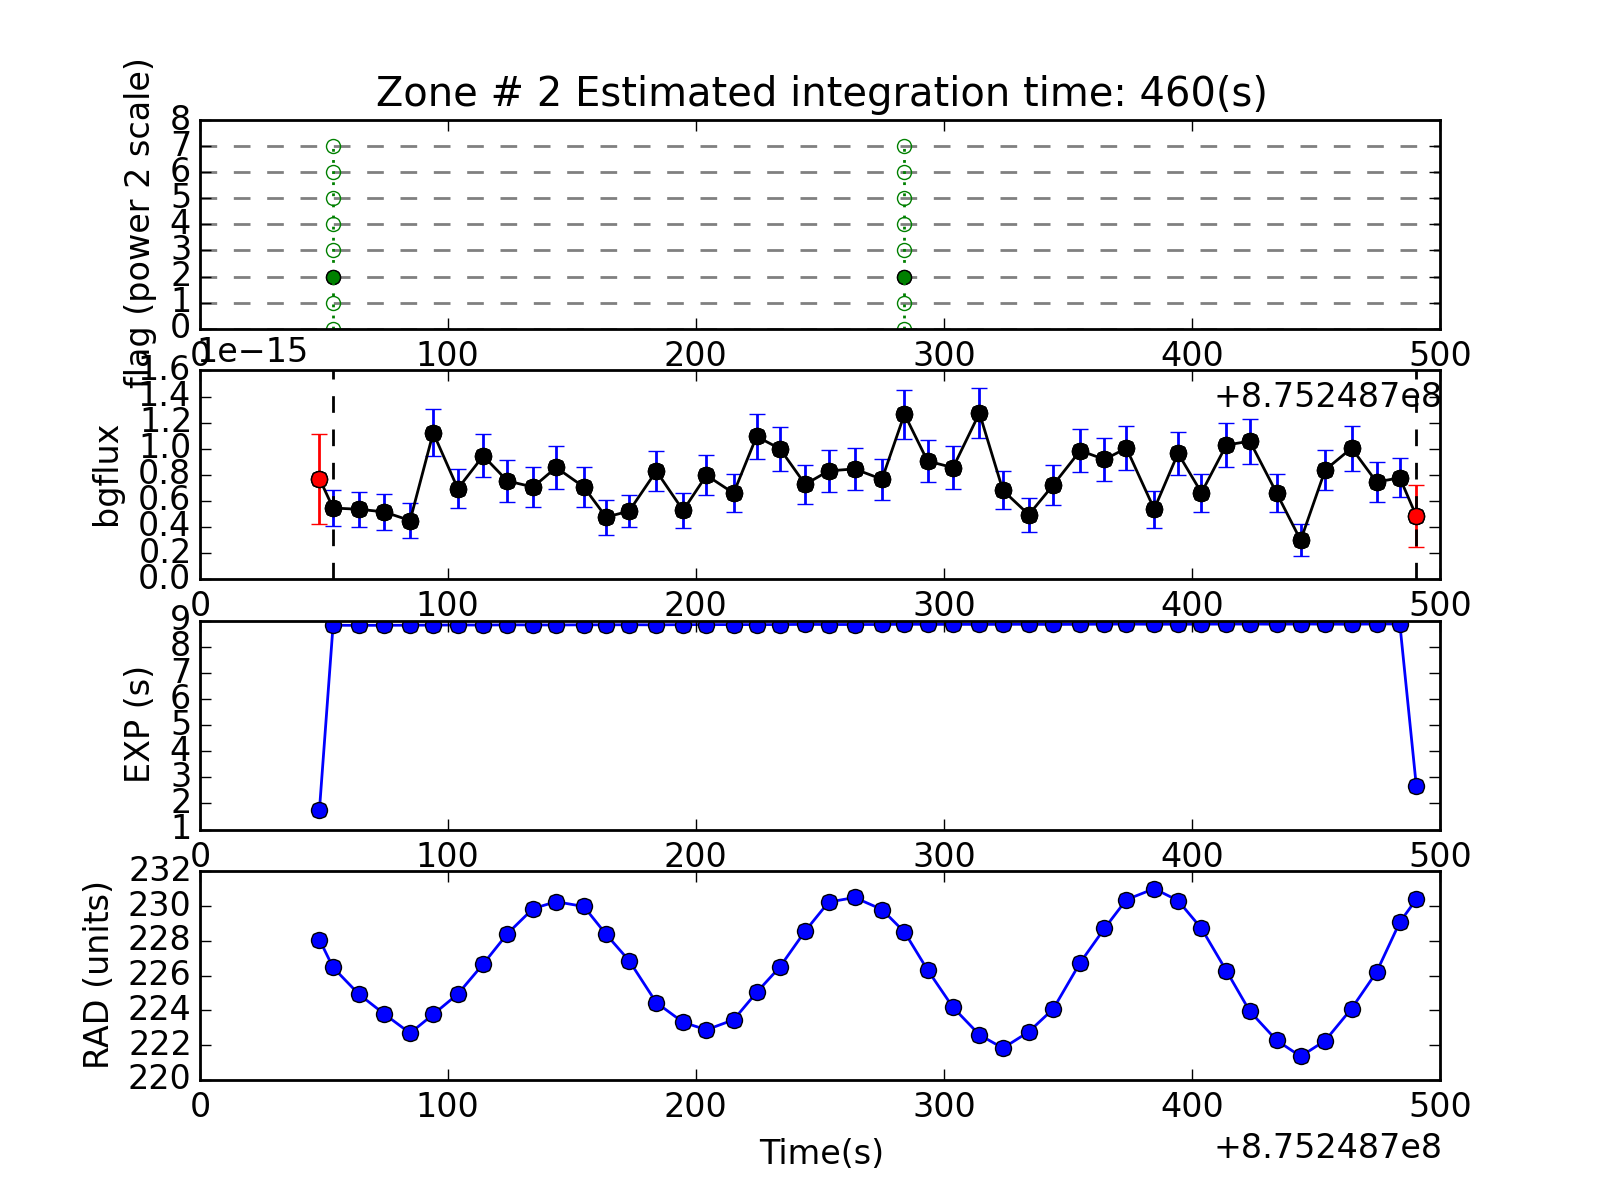 Zone # 2 Estimated integration time: 460(s)
flag (power 2 scale)
8
7
6
5
4
3
2
1
0
0 100 200 300 400 500
1e−15
+8.752487e8
bgflux
1.6
1.4
1.2
1.0
0.8
0.6
0.4
0.2
0.0
0 100 200 300 400 500
EXP (s)
9
8
7
6
5
4
3
2
1
0 100 200 300 400 500
RAD (units)
232
230
228
226
224
222
220
0 100 200 300 400 500
Time(s)
+8.752487e8